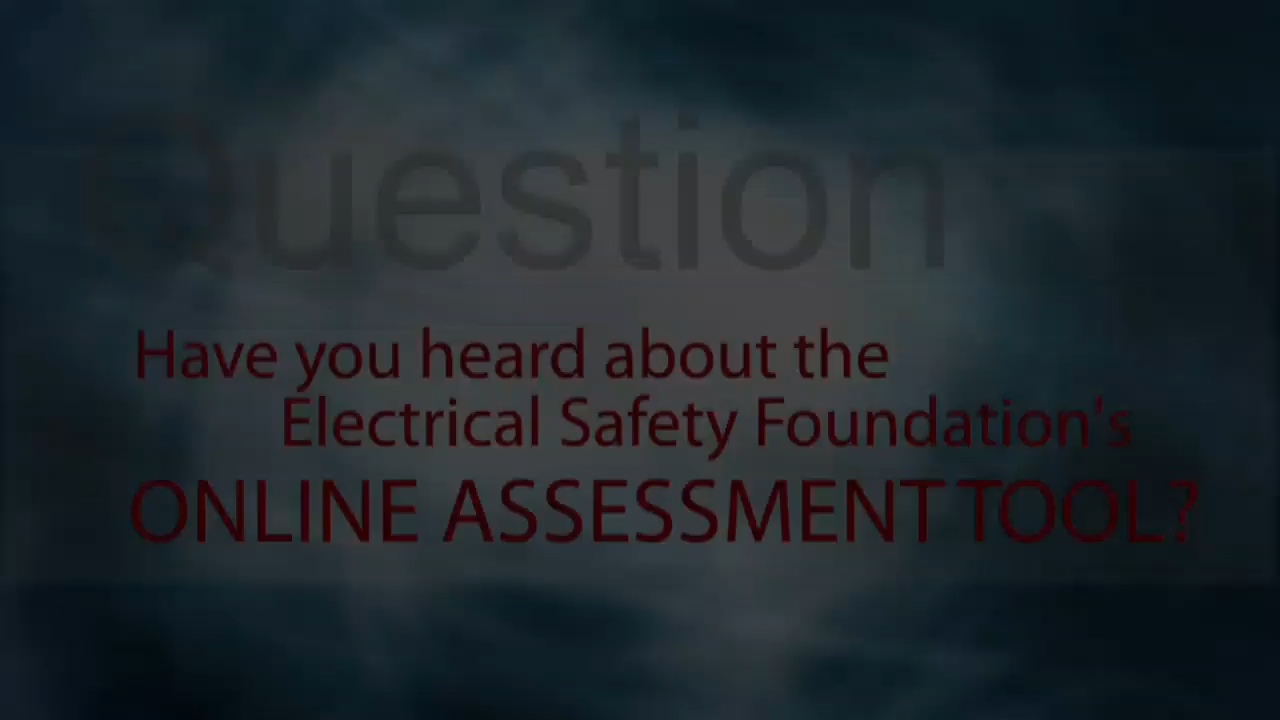 Question
Have you heard about the
Electrical Safety Foundation's
ONLINE ASSESSMENT TOOL?